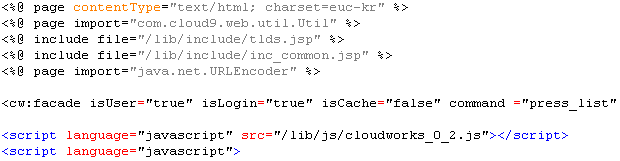 <%@ page contentType="text/html; charset=euc-kr" %>
<%@ page import="com.cloud9.web.util.Util" %>
<%@ include file="/lib/include/tlds.jsp" %>
<%@ include file="/lib/include/inc_common.jsp" %>
<%@ page import="java.net.URLEncoder" %>
<cw:facade isUser="true" isLogin="true" isCache="false" command ="press_list"
<script language="javascript" src="/lib/js/cloudworks_0_2.js"></script>
<script language="javascript">